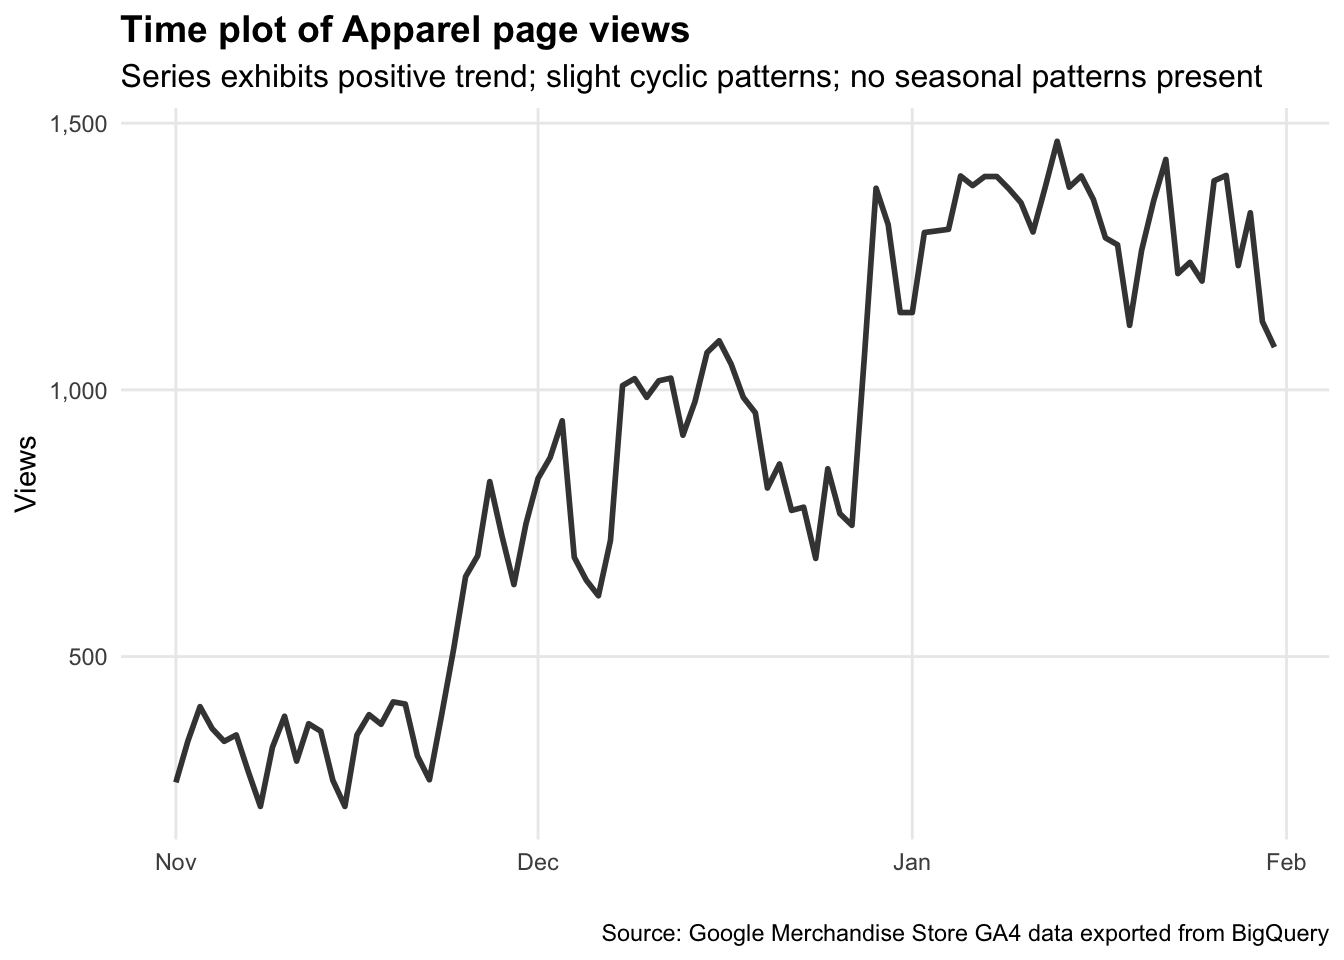 Time plot of Apparel page views
Series exhibits positive trend; slight cyclic patterns; no seasonal patterns present
1,500
1,000
500
Views
Nov
Dec
Jan
Feb
Source: Google Merchandise Store GA4 data exported from BigQuery